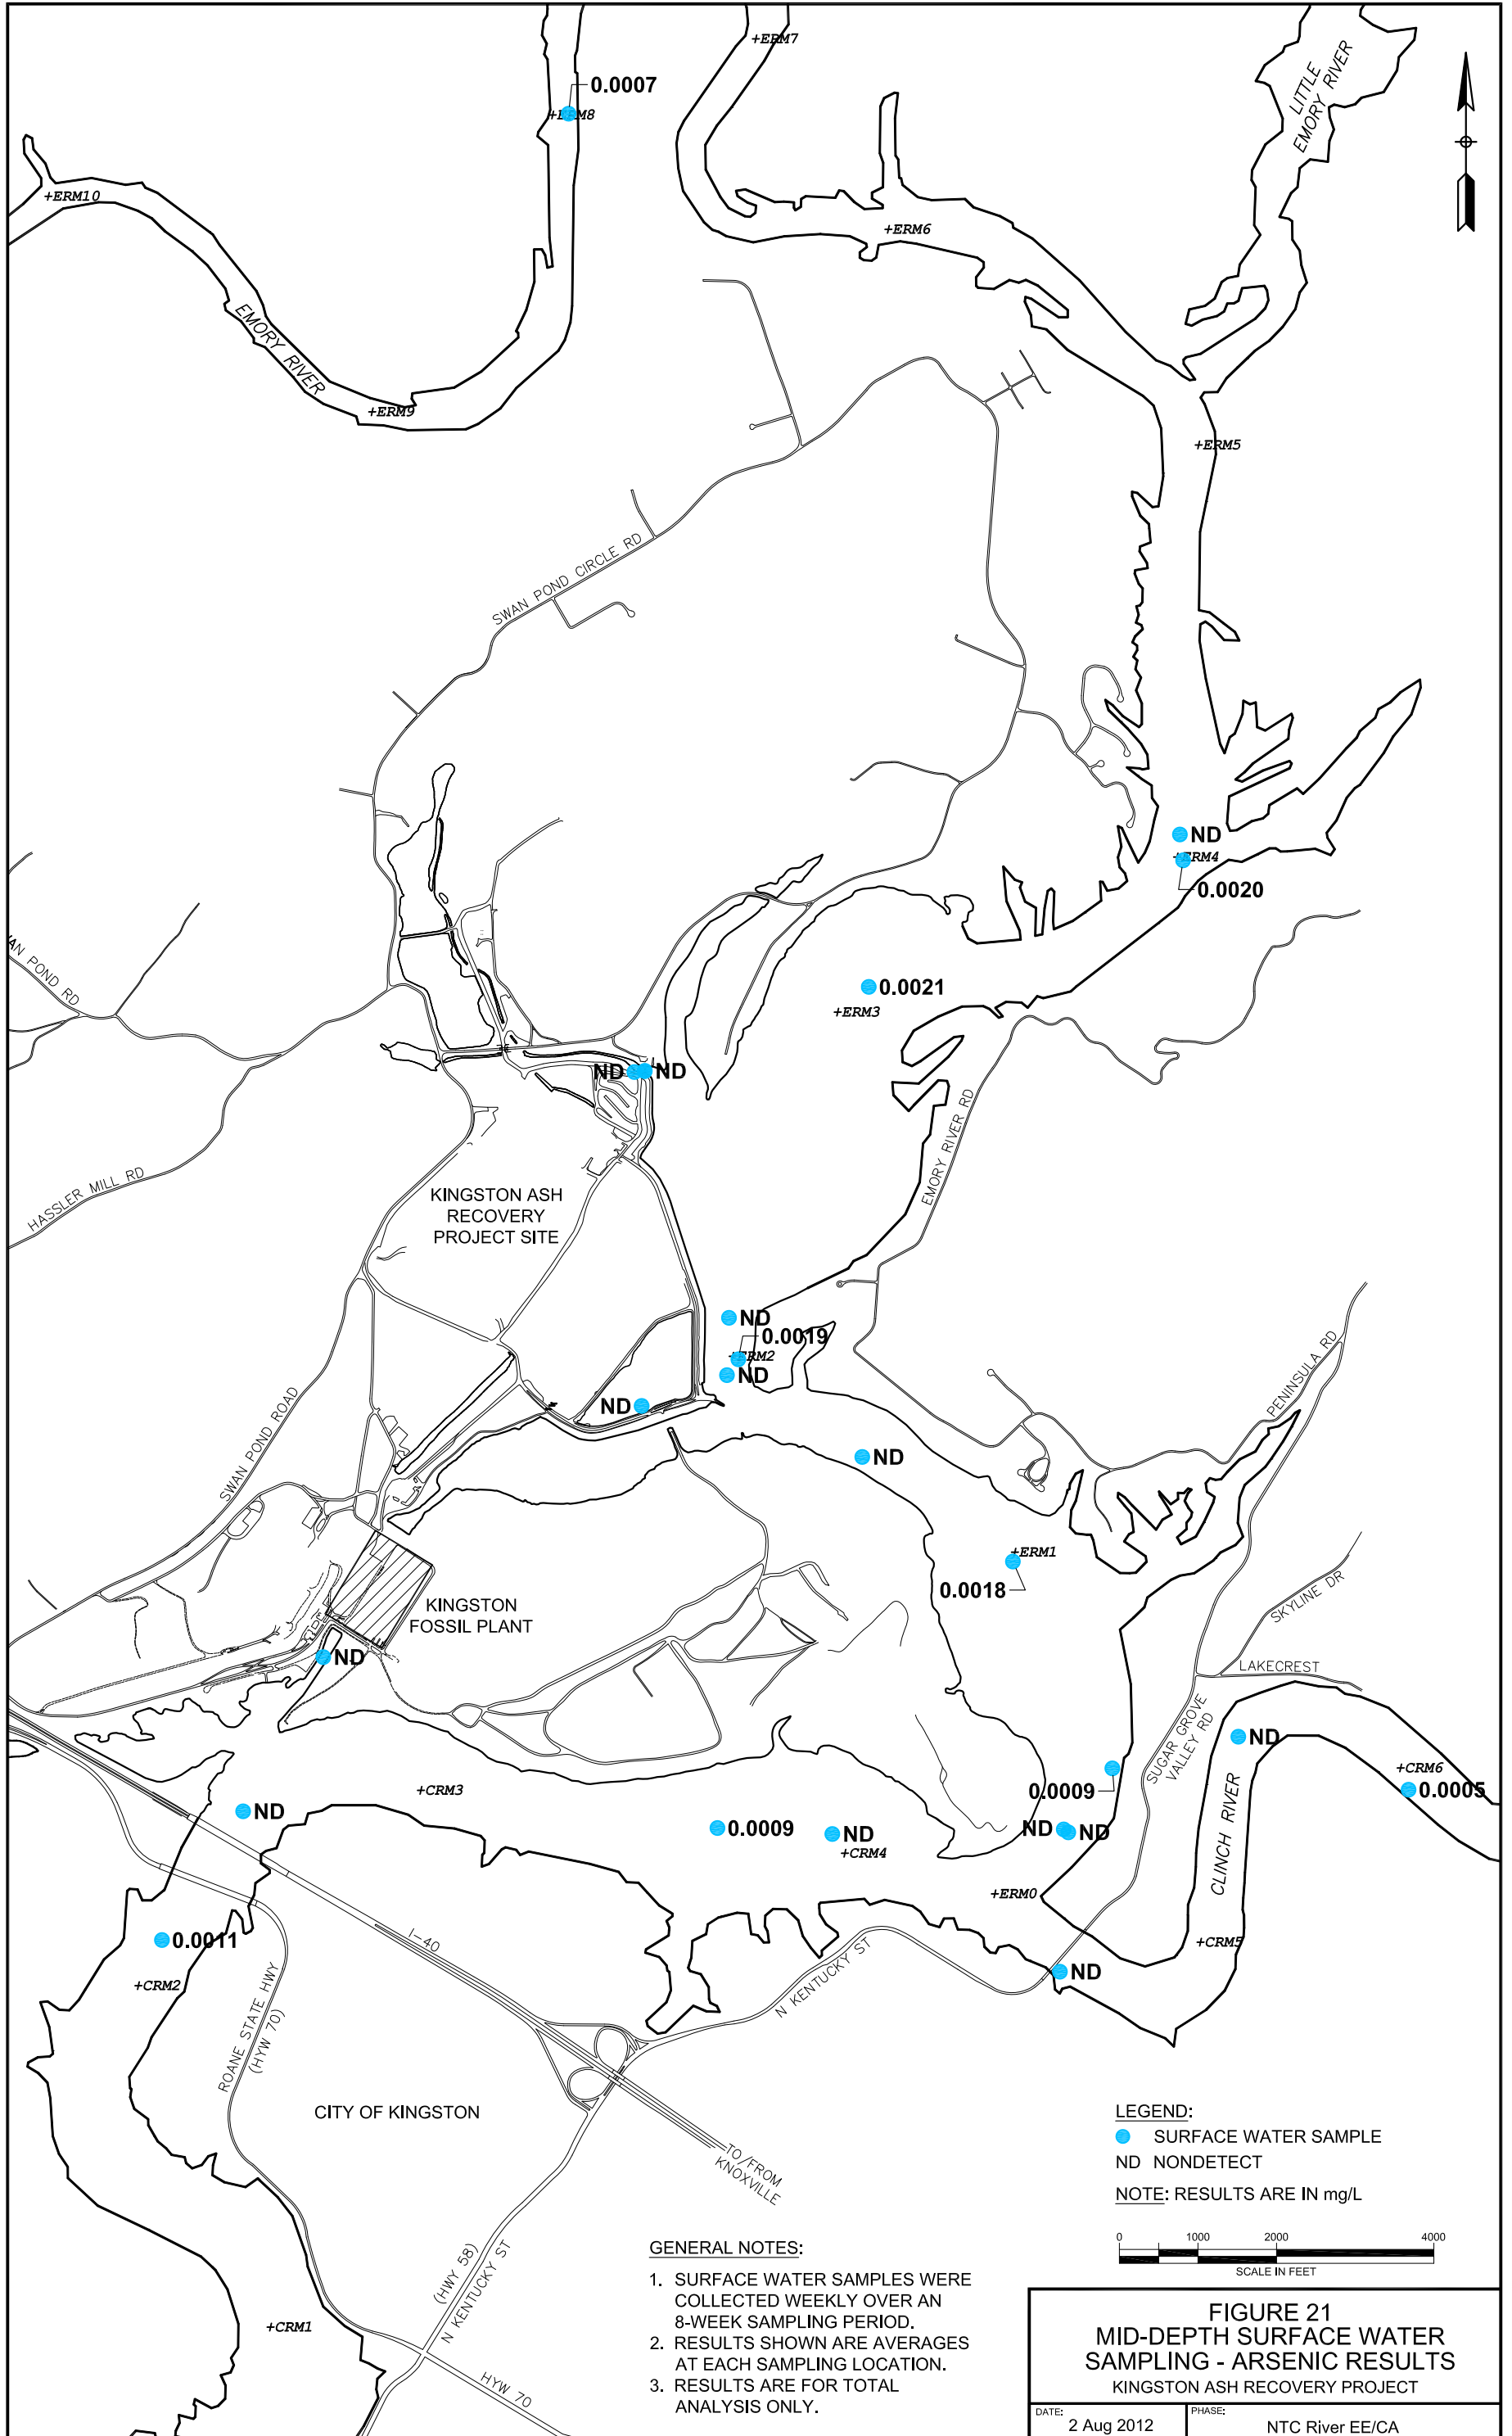 +ERM7
LITTLE
EMORY RIVER
0.0007
+ERM8
+ERM10
+ERM6
EMORY RIVER
+ERM9
+ERM5
SWAN POND CIRCLE RD
ND
+ERM4
0.0020
POND RD
0.0021
+ERM3
ND
ND
EMORY RIVER RD
HASSLER MILL RD
KINGSTON ASH
RECOVERY
PROJECT SITE
ND
0.0019
+ERM2
ND
ND
PENINSULA RD
SWAN POND ROAD
ND
+ERM1
0.0018
SKYLINE DR
KINGSTON
FOSSIL PLANT
ND
LAKECREST
SUGAR GROVE
VALLEY RD
ND
+CRM6
0.0005
+CRM3
0.0009
ND
0.0009
ND
+CRM4
ND
ND
CLINCH RIVER
+ERM0
0.0011
I-40
+CRM5
+CRM2
ND
N KENTUCKY ST
ROANE STATE HWY
(HYW 70)
CITY OF KINGSTON
TO/FROM
KNOXVILLE
LEGEND:
SURFACE WATER SAMPLE
ND NONDETECT
NOTE: RESULTS ARE IN mg/L
0 1000 2000 4000
SCALE IN FEET
(HWY 58)
N KENTUCKY ST
+CRM1
HYW 70
GENERAL NOTES:
1. SURFACE WATER SAMPLES WERE
COLLECTED WEEKLY OVER AN
8-WEEK SAMPLING PERIOD.
2. RESULTS SHOWN ARE AVERAGES
AT EACH SAMPLING LOCATION.
3. RESULTS ARE FOR TOTAL
ANALYSIS ONLY.
FIGURE 21
MID-DEPTH SURFACE WATER
SAMPLING - ARSENIC RESULTS
KINGSTON ASH RECOVERY PROJECT
DATE:
2 Aug 2012
PHASE:
NTC River EE/CA